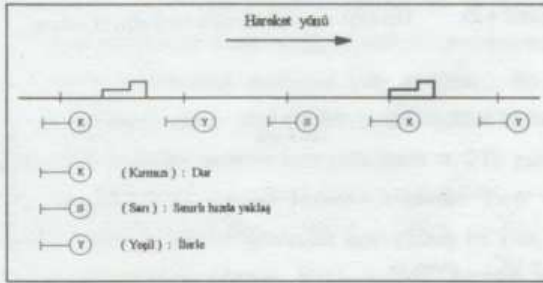 Hareket yönü
K Y S K Y
K ( Kırmızı ) : Dur
S ( Sarı ) : Sınırlı hızla yaklaş
Y ( Yeşil ) : İlerle